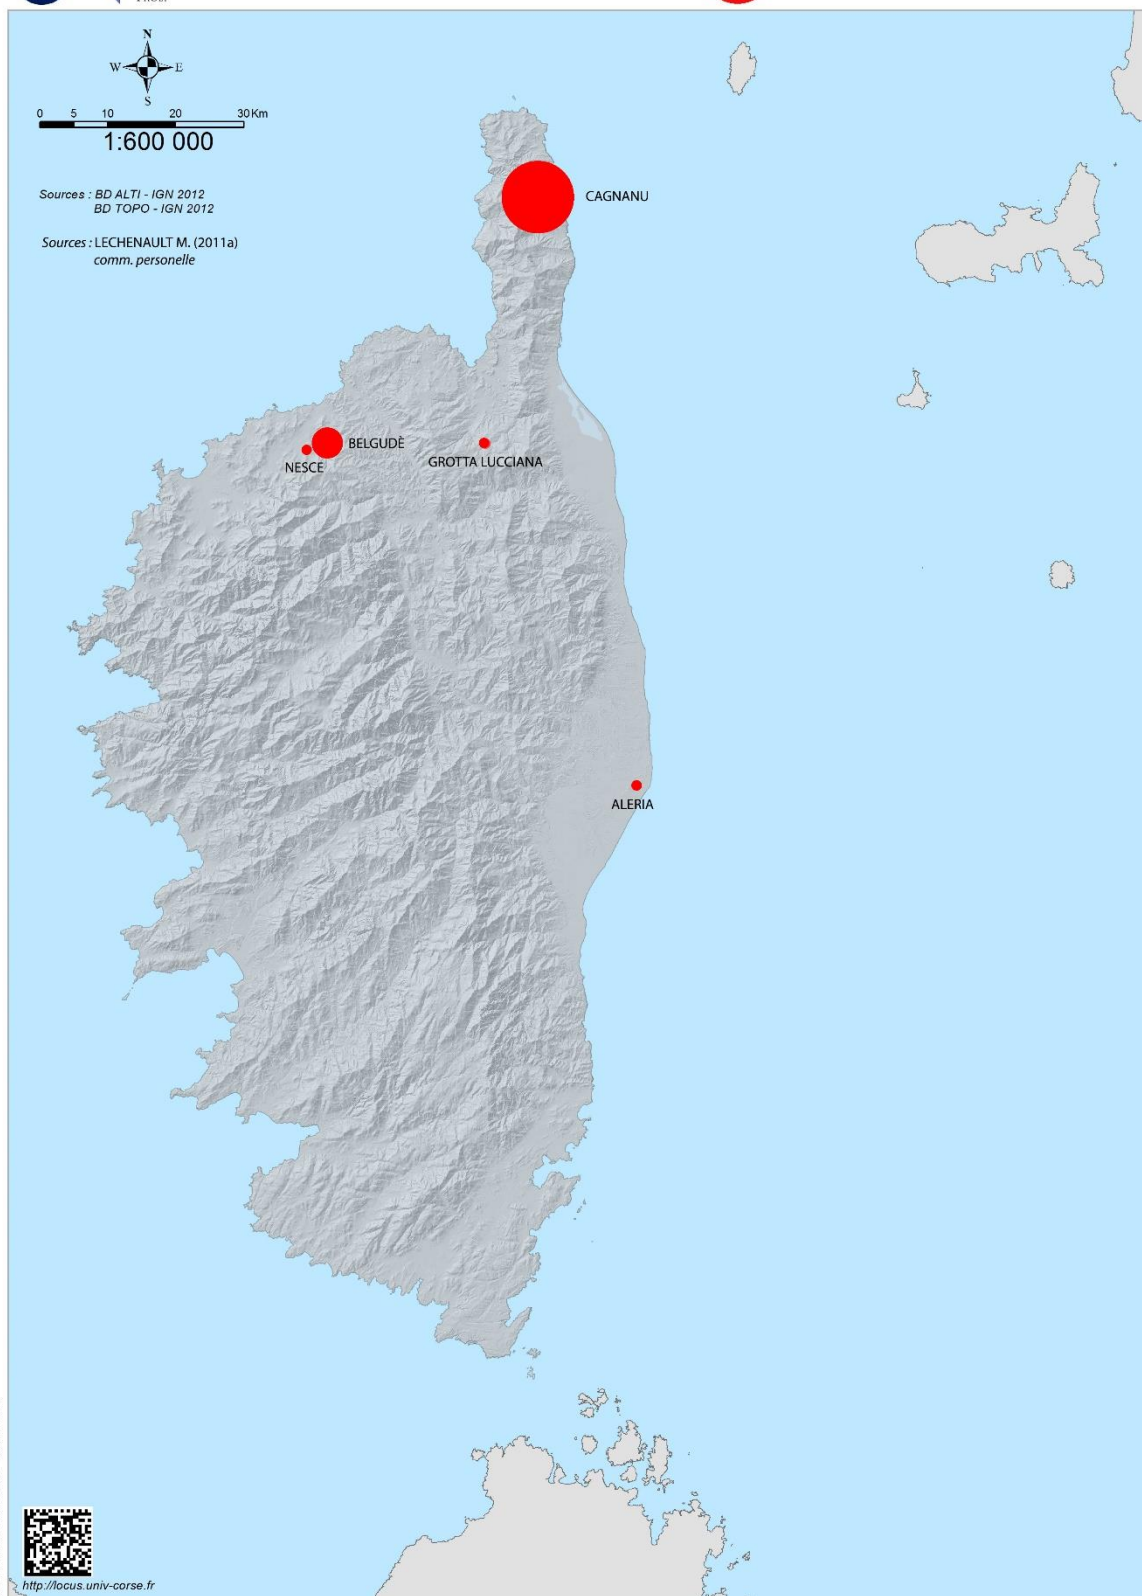 N
W E
S
0 5 10 20 30 Km
1:600 000
Sources : BD ALTI - IGN 2012
BD TOPO - IGN 2012
Sources : LECHENAULT M. (2011a)
comm. personelle
CAGNANU
BELGUDÈ
NESCE
GROTTA LUCCIANA
ALERIA
http://locus.univ-corse.fr